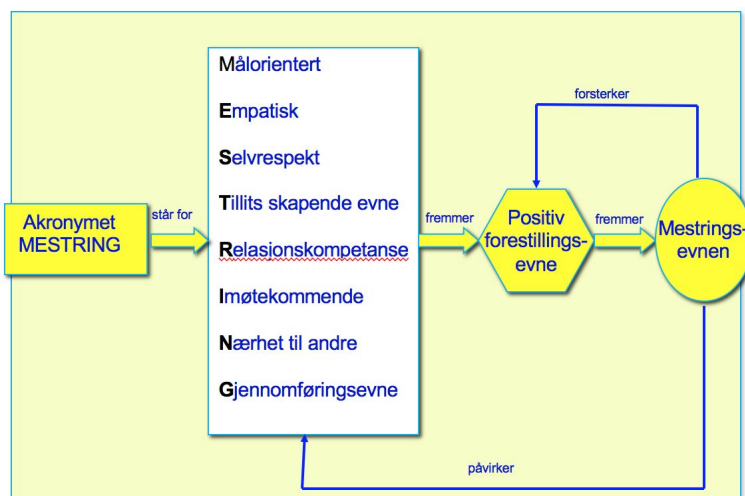 Akronymet
MESTRING
står for
Målorientert
Empatisk
Selvrespekt
Tillits skapende evne
Relasjonskompetanse
Imøtekommende
Nærhet til andre
Gjennomføringsevne
fremmer
Positiv
forestillings-
evne
fremmer
Mestrings-
evnen
forsterker
påvirker